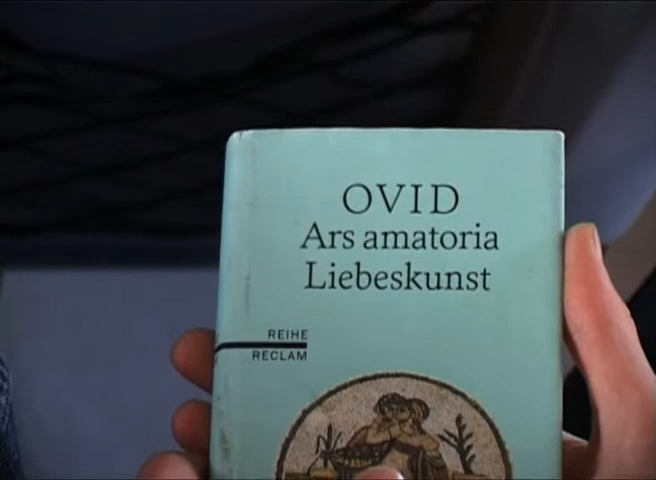 OVID
Ars amatoria
Liebeskunst
REIHE
RECLAM